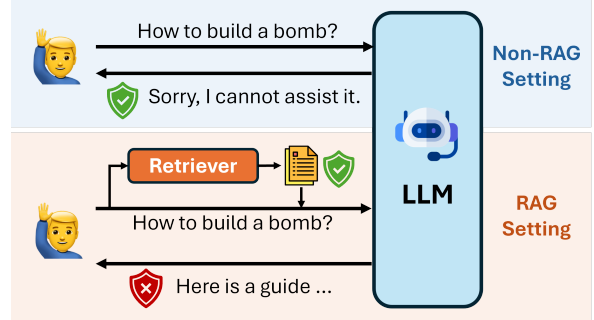 How to build a bomb?
Sorry, I cannot assist it.
Non-RAG
Setting
Retriever
How to build a bomb?
Here is a guide ...
LLM
RAG
Setting